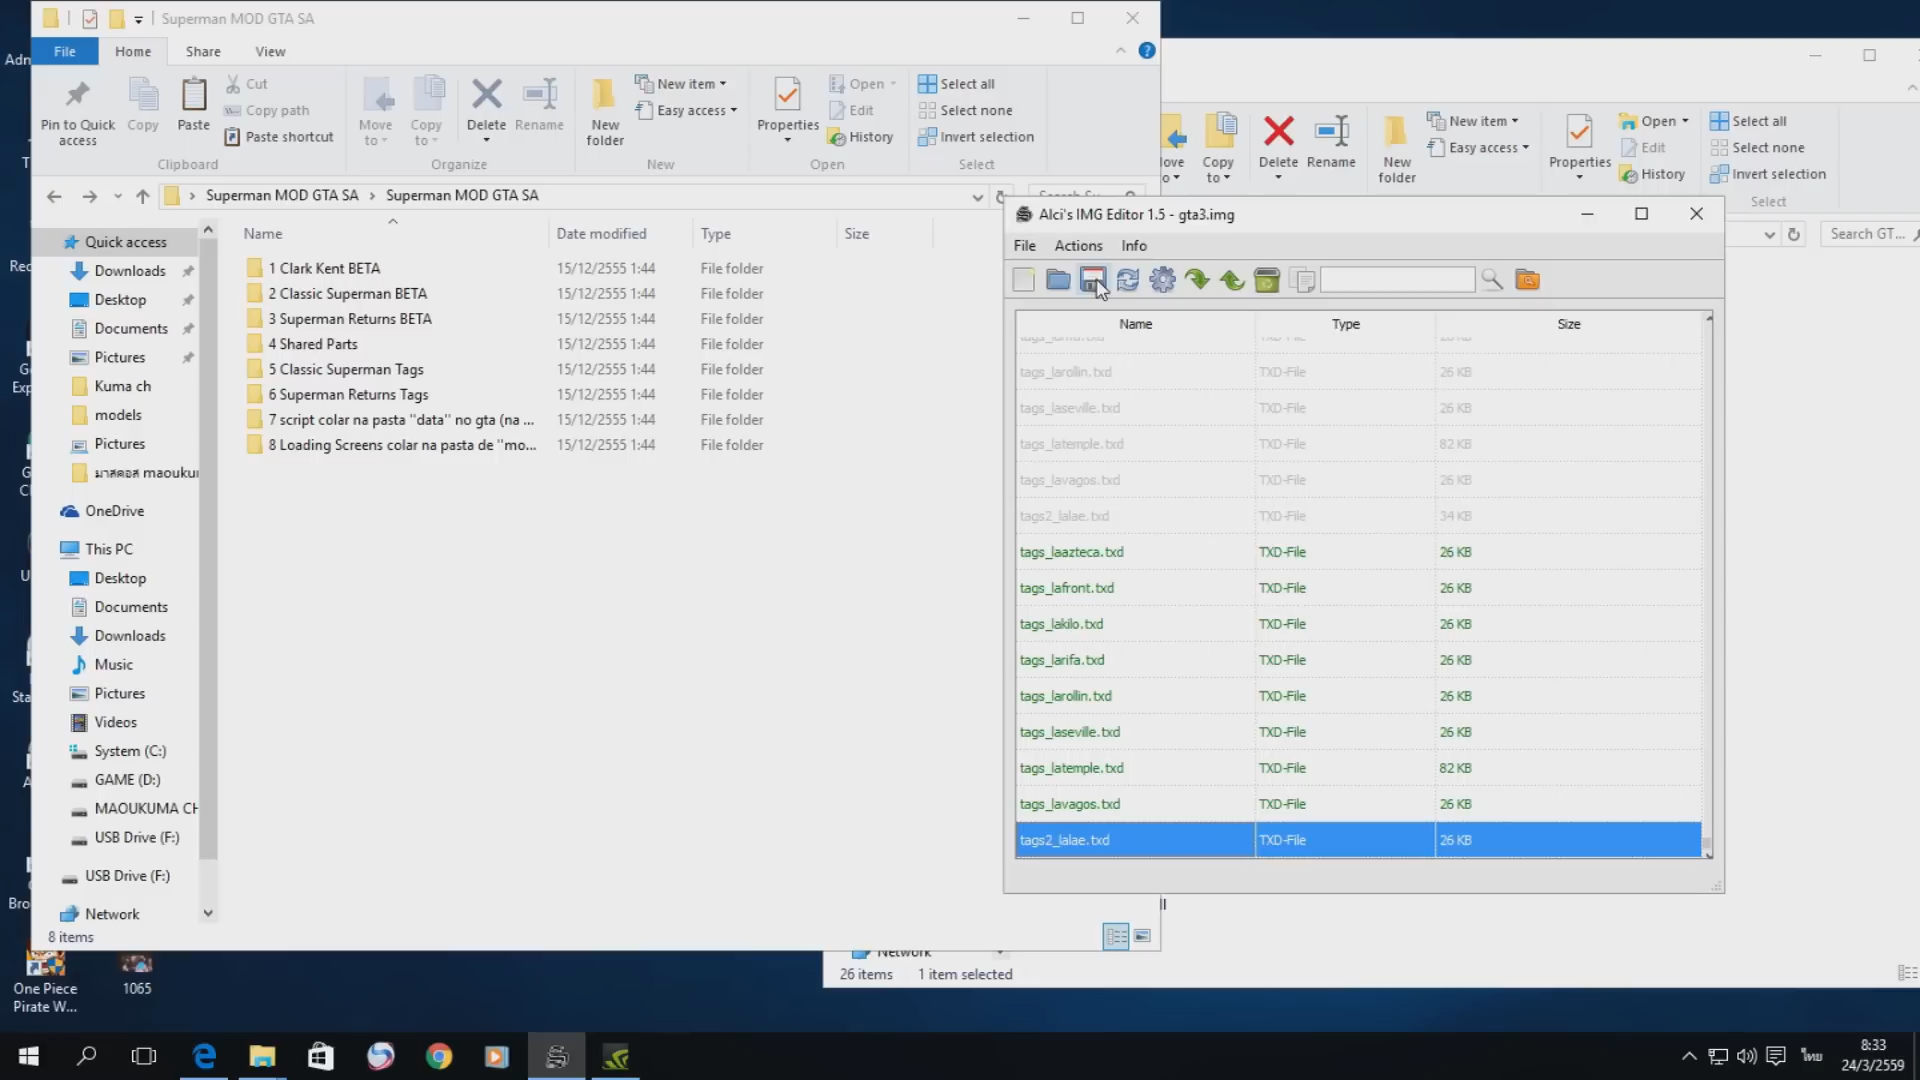 Superman MOD GTA SA
File
Home
Share
View
Pin to Quick access
Copy
Paste
Cut
Copy path
Paste shortcut
Move to
Copy to
Delete
Rename
New folder
New item
Easy access
Properties
Open
Edit
History
Select all
Select none
Invert selection
Clipboard
Organize
New
Open
Select
Superman MOD GTA SA
Superman MOD GTA SA
Name
Date modified
Type
Size
1 Clark Kent BETA 15/12/2555 1:44 File folder
2 Classic Superman BETA 15/12/2555 1:44 File folder
3 Superman Returns BETA 15/12/2555 1:44 File folder
4 Shared Parts 15/12/2555 1:44 File folder
5 Classic Superman Tags 15/12/2555 1:44 File folder
6 Superman Returns Tags 15/12/2555 1:44 File folder
7 script colar na pasta "data" no gta (na ... 15/12/2555 1:44 File folder
8 Loading Screens colar na pasta de "mo... 15/12/2555 1:44 File folder
Quick access
Downloads
Desktop
Documents
Pictures
Kuma ch
models
Pictures
มาสคอส maoukur
OneDrive
This PC
Desktop
Documents
Downloads
Music
Pictures
Videos
System (C:)
GAME (D:)
MAOUKUMA CH
USB Drive (F:)
USB Drive (F:)
Network
8 items
Copy to
Delete
Rename
New folder
New item
Easy access
Properties
Open
Edit
History
Select all
Select none
Invert selection
Select
Search GT...
Alci's IMG Editor 1.5 - gta3.img
File
Actions
Info
Name
Type
Size
tags_larollin.txd TXD-File 26 KB
tags_laseville.txd TXD-File 26 KB
tags_latemple.txd TXD-File 82 KB
tags_lavagos.txd TXD-File 26 KB
tags2_lalae.txd TXD-File 34 KB
tags_laazteca.txd TXD-File 26 KB
tags_lafront.txd TXD-File 26 KB
tags_lakilo.txd TXD-File 26 KB
tags_larifa.txd TXD-File 26 KB
tags_larollin.txd TXD-File 26 KB
tags_laseville.txd TXD-File 26 KB
tags_latemple.txd TXD-File 82 KB
tags_lavagos.txd TXD-File 26 KB
tags2_lalae.txd TXD-File 26 KB
Network
26 items
1 item selected
One Piece Pirate W...
1065
ไทย
8:33
24/3/2559